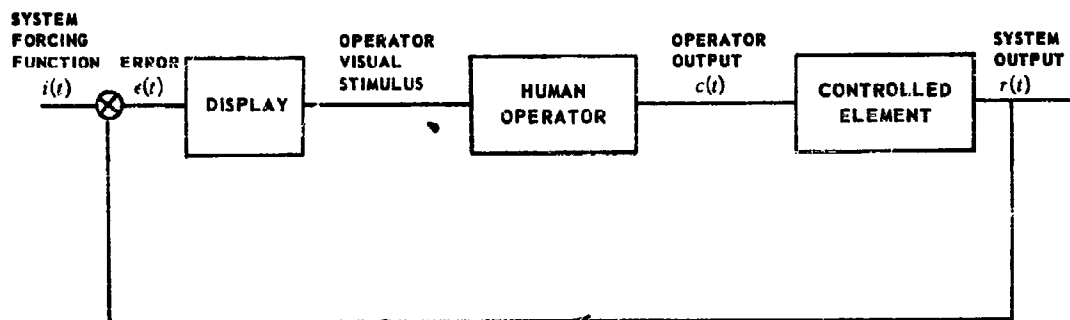 SYSTEM
FORCING
FUNCTION
i(t)
ERROR
ϵ(t)
DISPLAY
OPERATOR
VISUAL
STIMULUS
HUMAN
OPERATOR
OPERATOR
OUTPUT
c(t)
CONTROLLED
ELEMENT
SYSTEM
OUTPUT
r(t)